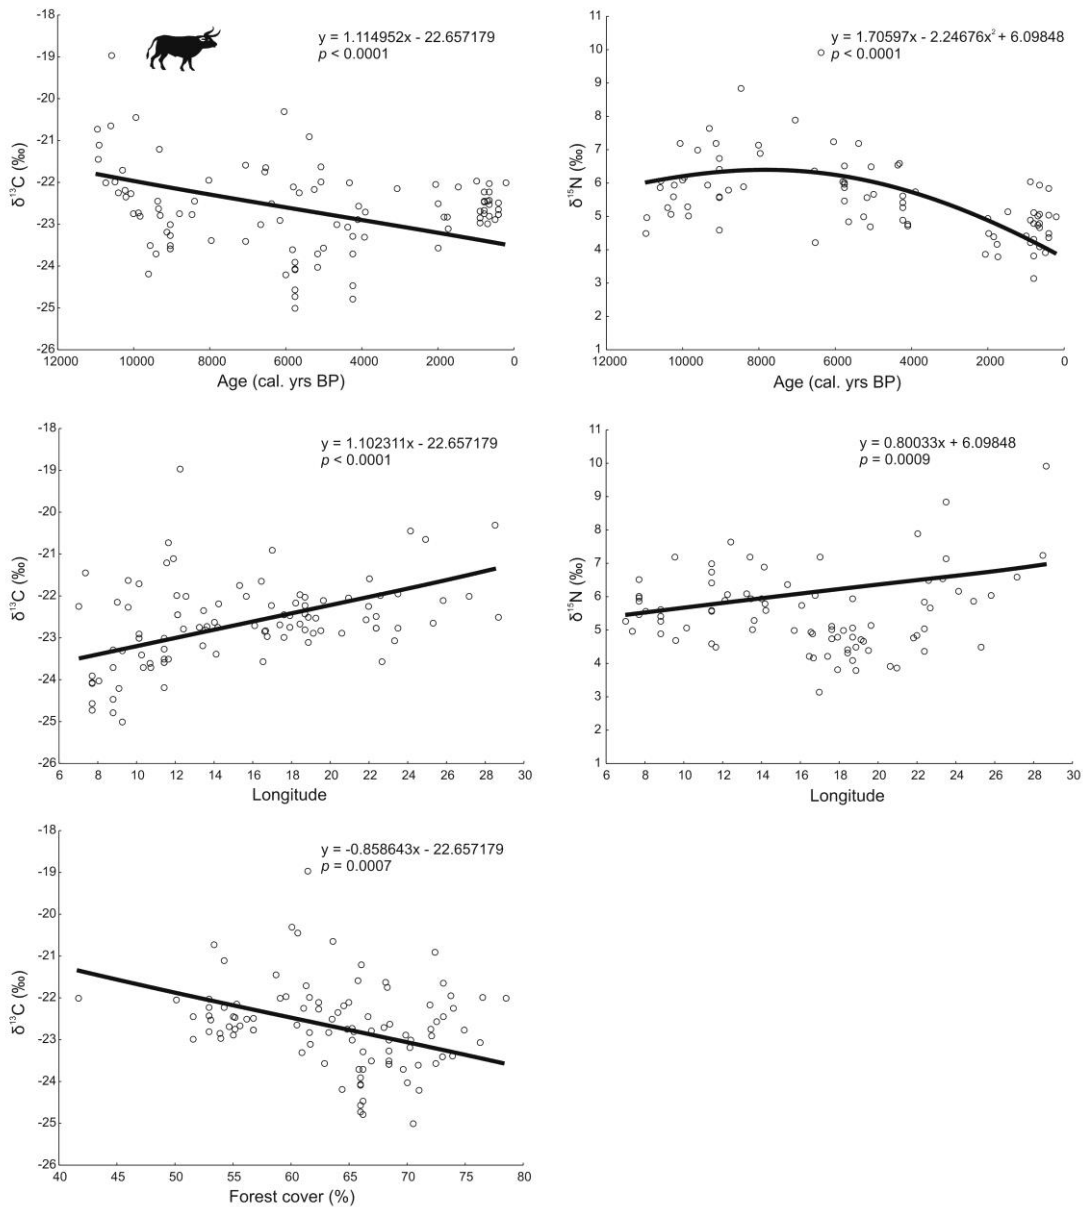 y = 1.114952x - 22.657179
p < 0.0001
-18
-19
-20
-21
-22
-23
-24
-25
-26
δ¹³C (‰)
12000 10000 8000 6000 4000 2000 0
Age (cal. yrs BP)
y = 1.70597x - 2.24676x² + 6.09848
p < 0.0001
11
10
9
8
7
6
5
4
3
2
1
δ¹⁵N (‰)
12000 10000 8000 6000 4000 2000 0
Age (cal. yrs BP)
y = 1.102311x - 22.657179
p < 0.0001
-18
-19
-20
-21
-22
-23
-24
-25
-26
δ¹³C (‰)
6 8 10 12 14 16 18 20 22 24 26 28 30
Longitude
y = 0.80033x + 6.09848
p = 0.0009
11
10
9
8
7
6
5
4
3
2
1
δ¹⁵N (‰)
6 8 10 12 14 16 18 20 22 24 26 28 30
Longitude
y = -0.858643x - 22.657179
p = 0.0007
-18
-19
-20
-21
-22
-23
-24
-25
-26
δ¹³C (‰)
40 45 50 55 60 65 70 75 80
Forest cover (%)